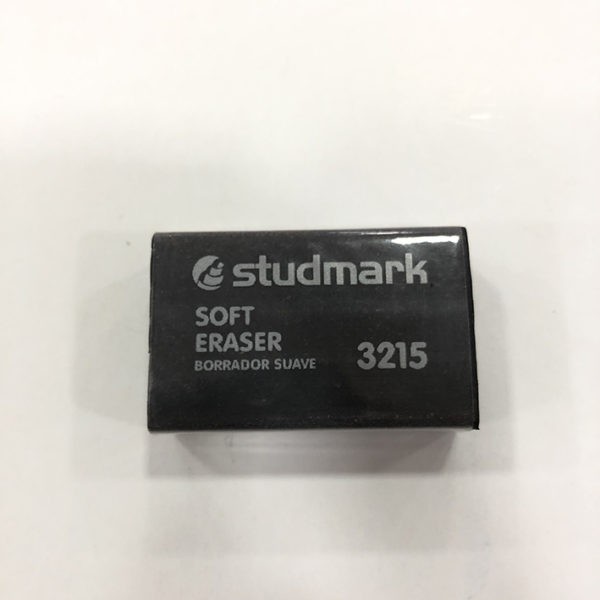 studmark
SOFT
ERASER
BORRADOR SUAVE
3215